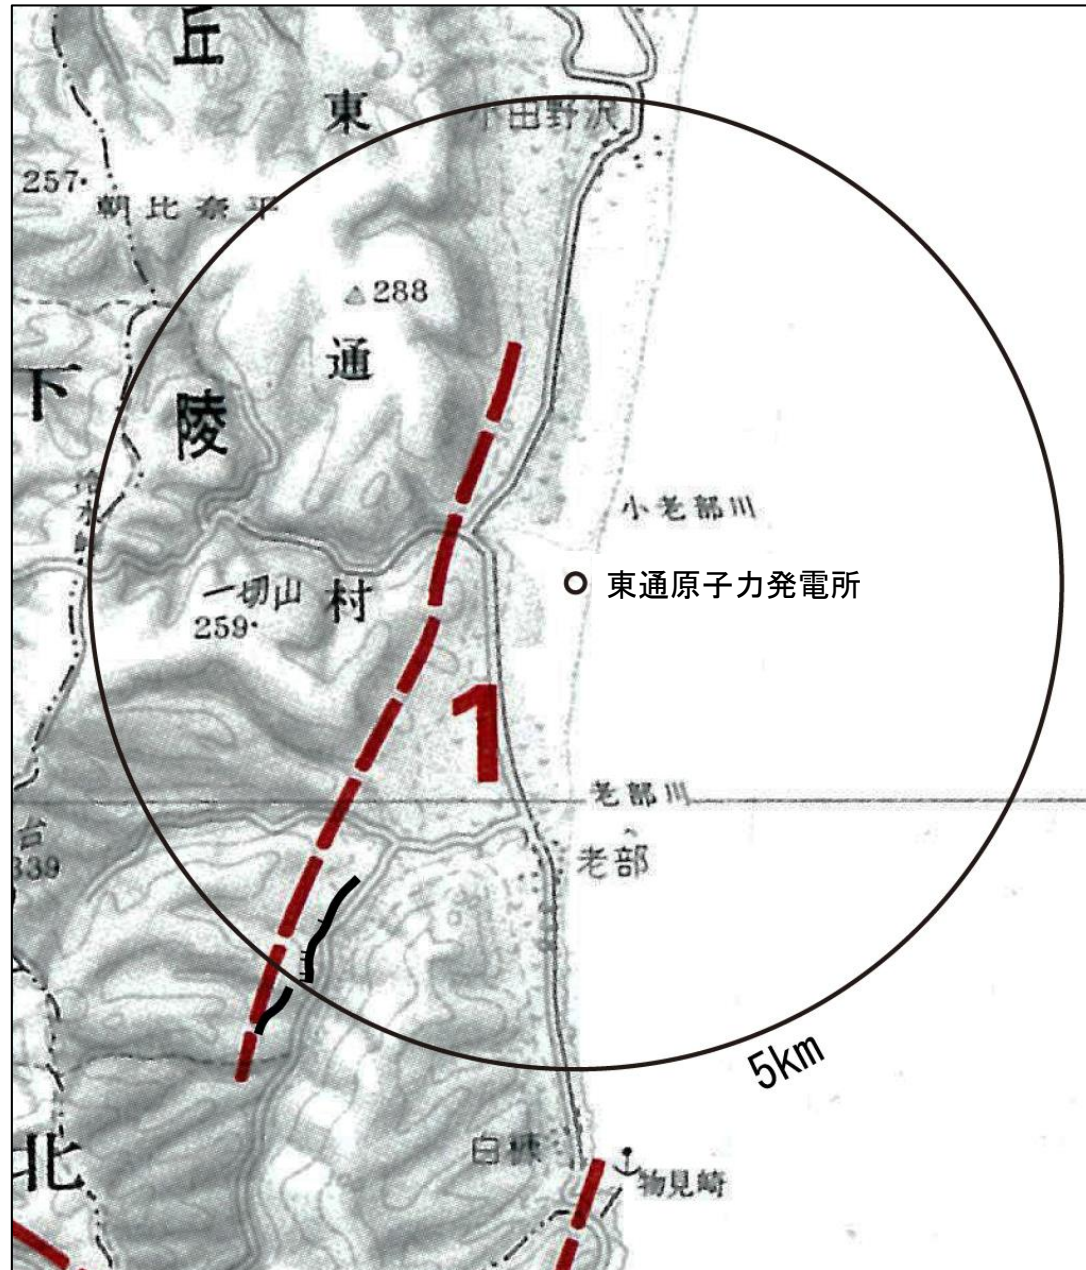 丘
東
小田野沢
257
朝比奈平
288
通
下
陵
小老部川
東通原子力発電所
一切山
259
村
1
老部川
台
339
老部
5km
白糠
北
物見崎